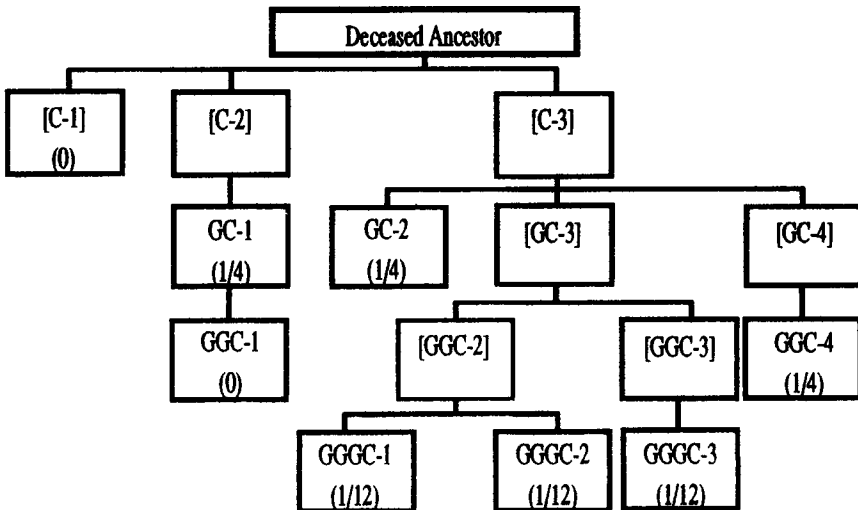 Deceased Ancestor
[C-1]
(0)
[C-2]
[C-3]
GC-1
(1/4)
GC-2
(1/4)
[GC-3]
[GC-4]
GGC-1
(0)
[GGC-2]
[GGC-3]
GGC-4
(1/4)
GGGC-1
(1/12)
GGGC-2
(1/12)
GGGC-3
(1/12)